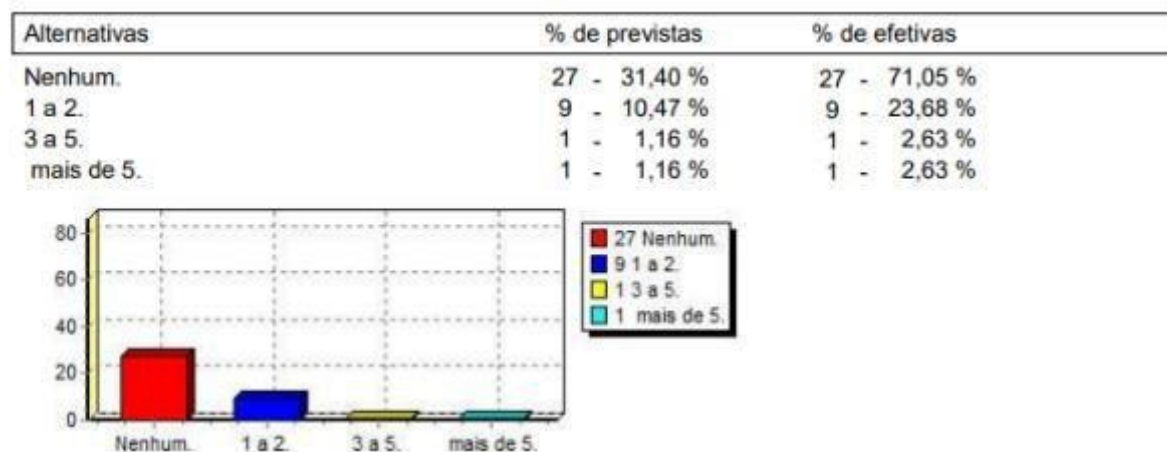 Alternativas % de previstas % de efetivas
Nenhum. 27 - 31,40 % 27 - 71,05 %
1 a 2. 9 - 10,47 % 9 - 23,68 %
3 a 5. 1 - 1,16 % 1 - 2,63 %
mais de 5. 1 - 1,16 % 1 - 2,63 %
80
60
40
20
0
Nenhum. 1 a 2. 3 a 5. mais de 5.
27 Nenhum.
9 1 a 2.
1 3 a 5.
1 mais de 5.